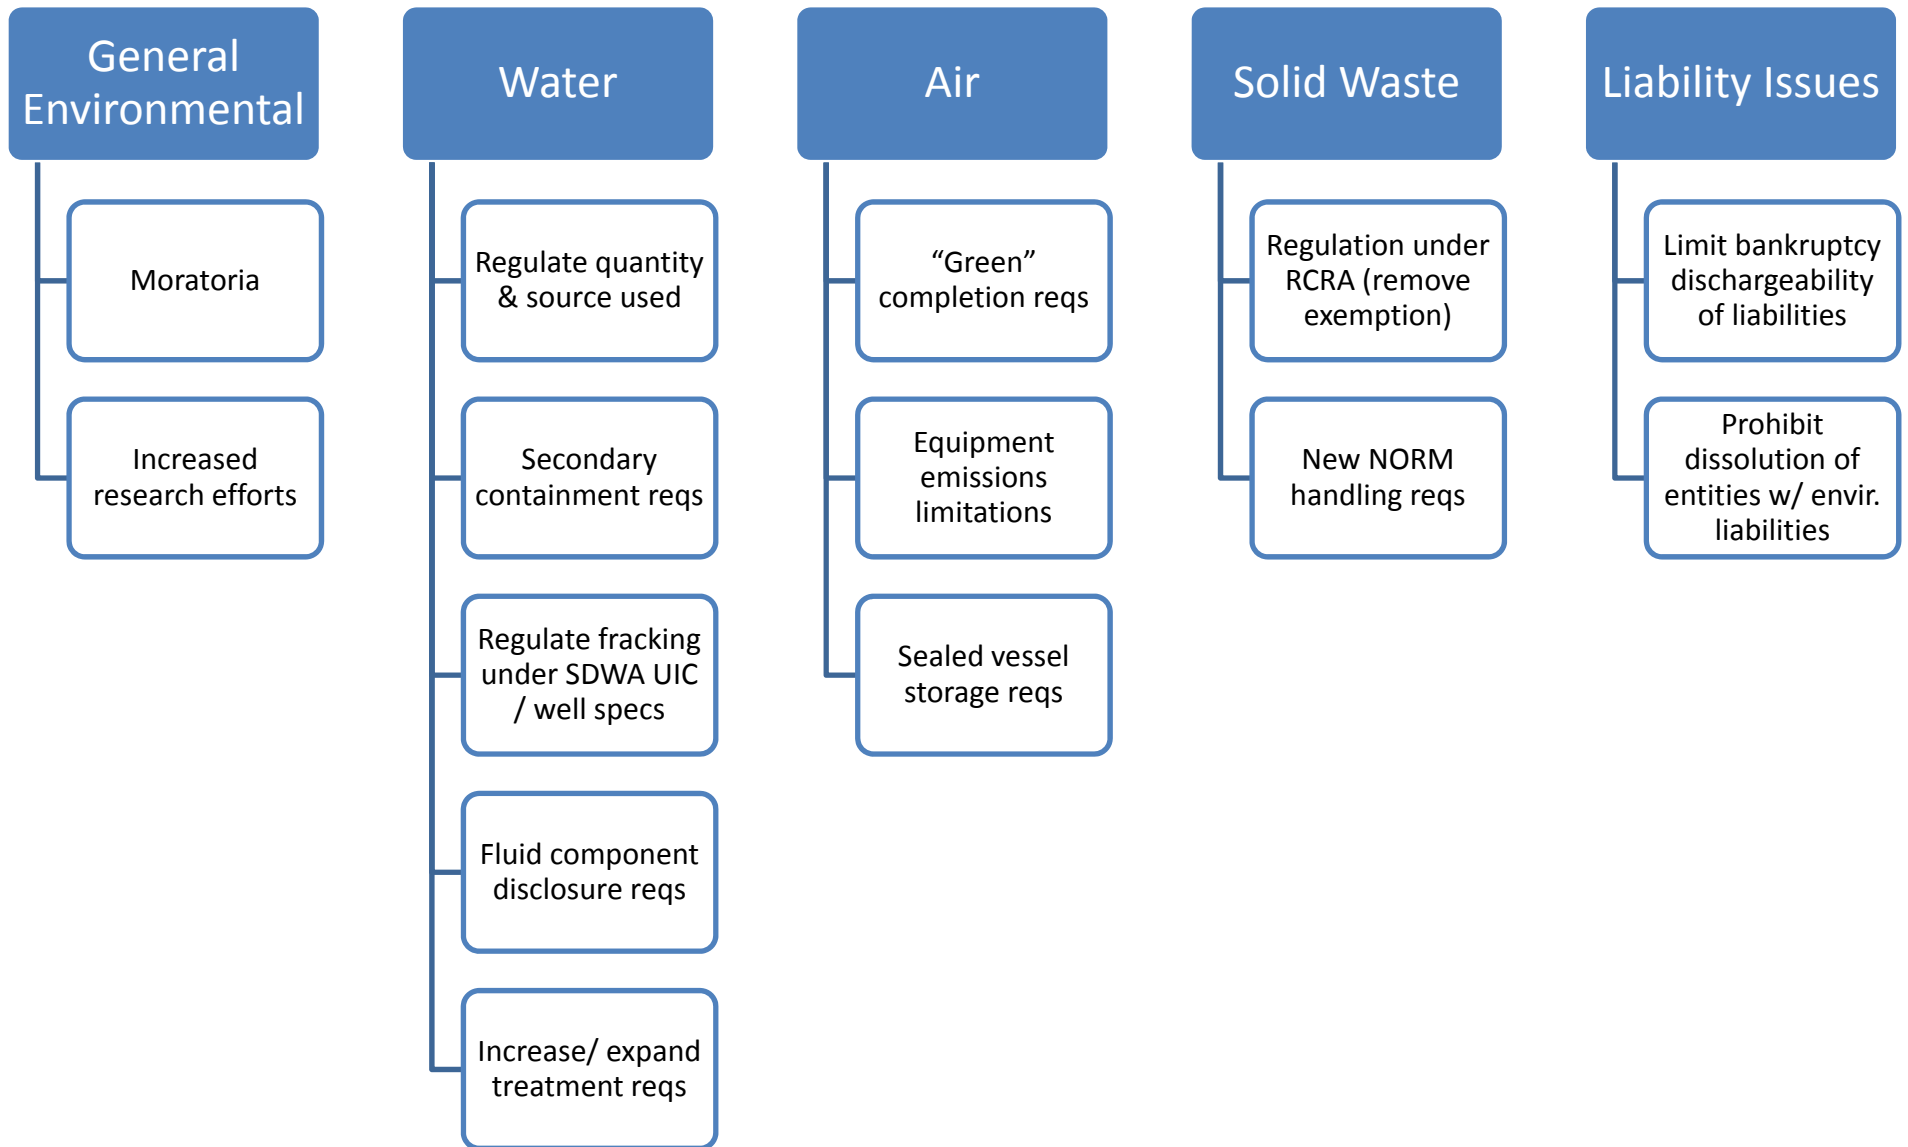 General
Environmental
Moratoria
Increased
research efforts
Water
Regulate quantity
& source used
Secondary
containment reqs
Regulate fracking
under SDWA UIC
/ well specs
Fluid component
disclosure reqs
Increase/ expand
treatment reqs
Air
“Green”
completion reqs
Equipment
emissions
limitations
Sealed vessel
storage reqs
Solid Waste
Regulation under
RCRA (remove
exemption)
New NORM
handling reqs
Liability Issues
Limit bankruptcy
dischargeability
of liabilities
Prohibit
dissolution of
entities w/ envir.
liabilities